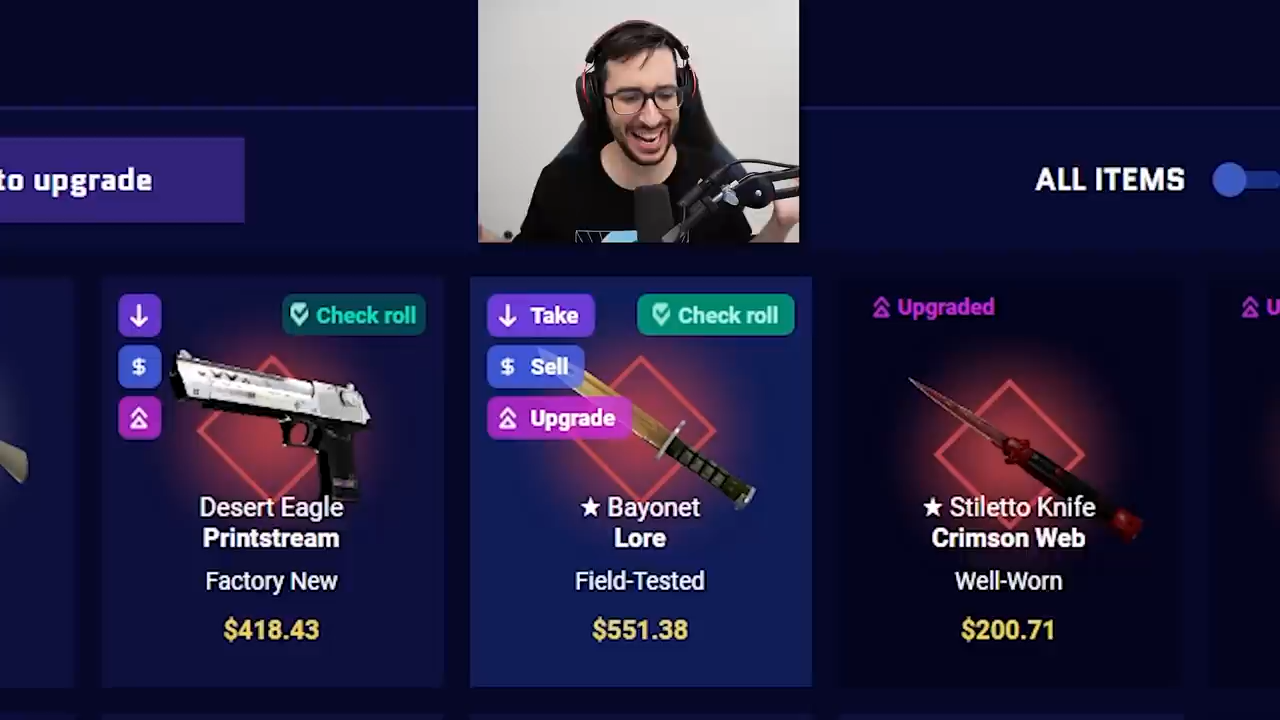 to upgrade
ALL ITEMS
Check roll
Desert Eagle
Printstream
Factory New
$418.43
Take
Check roll
$ Sell
Upgrade
★ Bayonet
Lore
Field-Tested
$551.38
Upgraded
★ Stiletto Knife
Crimson Web
Well-Worn
$200.71